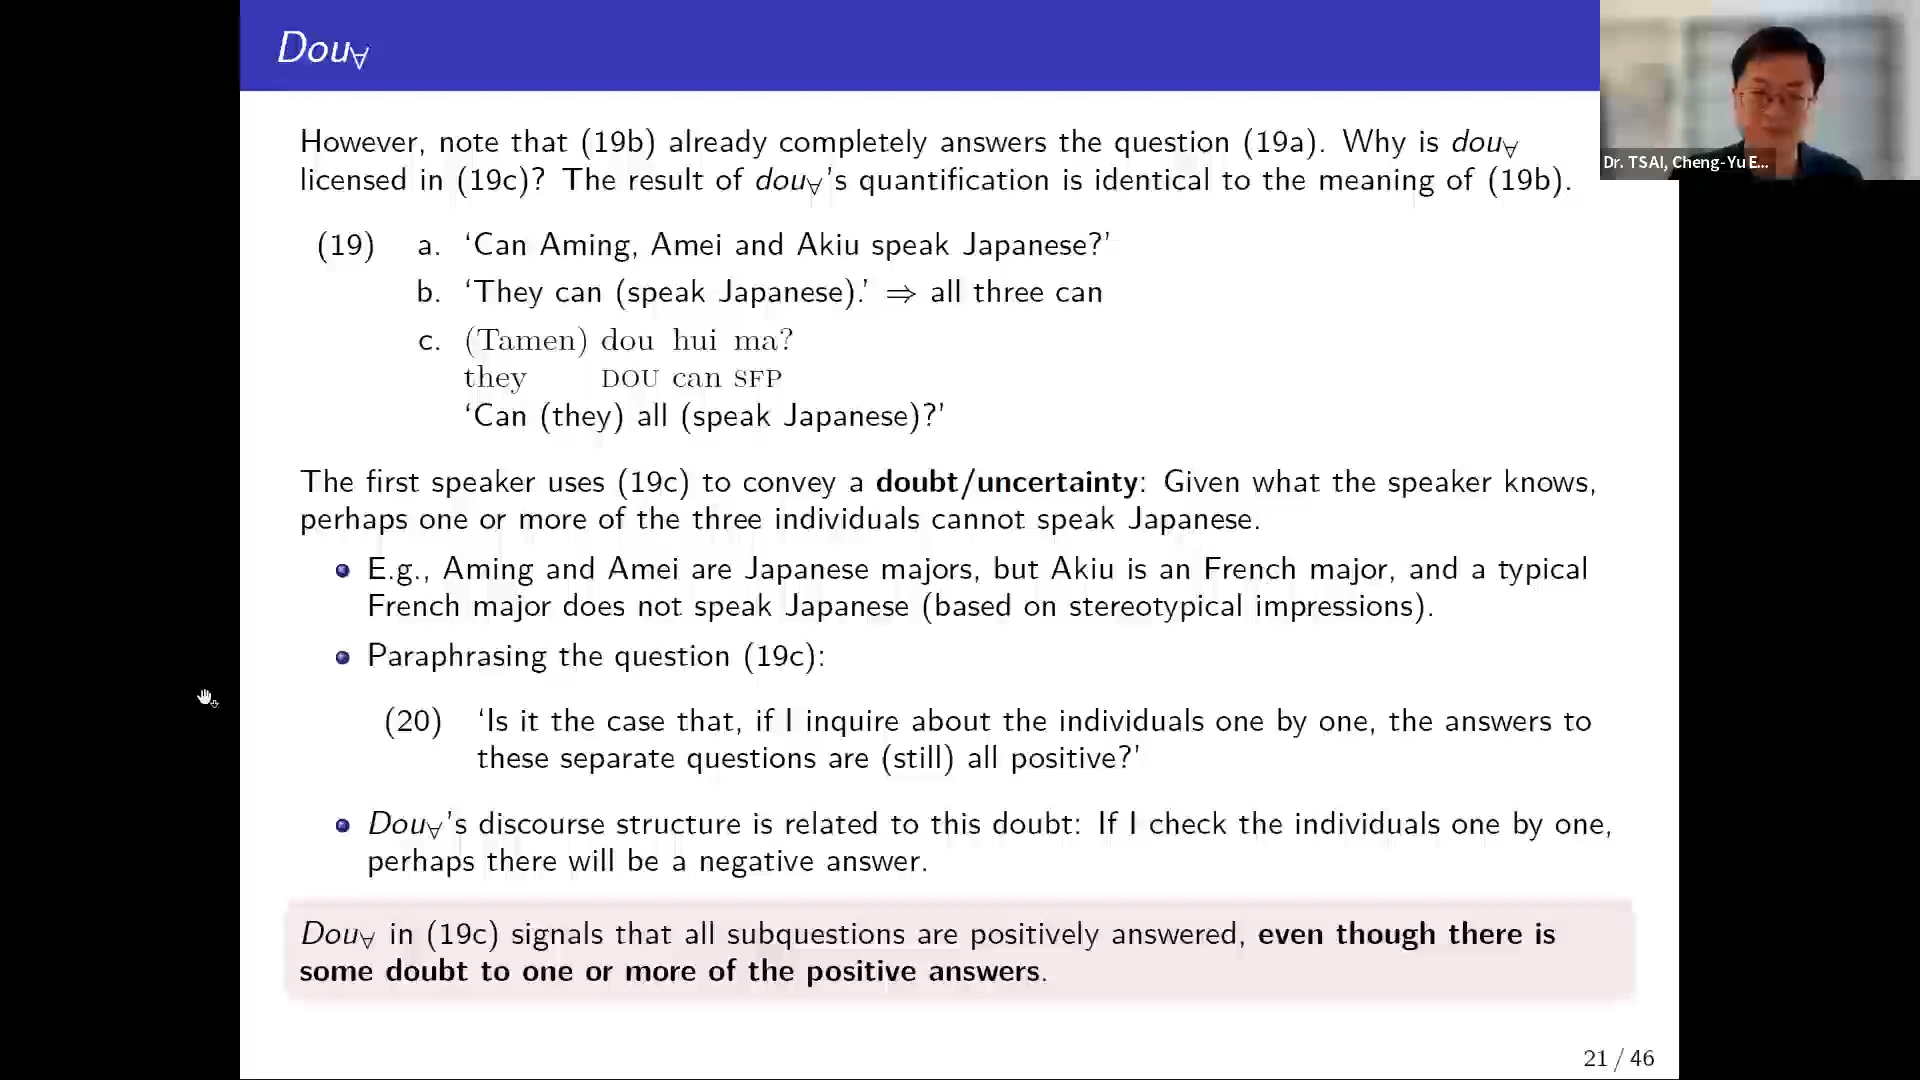 Dou∀
Dr. TSAI, Cheng-Yu E...
However, note that (19b) already completely answers the question (19a). Why is dou∀
licensed in (19c)? The result of dou∀'s quantification is identical to the meaning of (19b).
(19) a. 'Can Aming, Amei and Akiu speak Japanese?'
b. 'They can (speak Japanese).' ⇒ all three can
c. (Tamen) dou hui ma?
they DOU can SFP
'Can (they) all (speak Japanese)?'
The first speaker uses (19c) to convey a doubt/uncertainty: Given what the speaker knows,
perhaps one or more of the three individuals cannot speak Japanese.
E.g., Aming and Amei are Japanese majors, but Akiu is an French major, and a typical
French major does not speak Japanese (based on stereotypical impressions).
Paraphrasing the question (19c):
(20) 'Is it the case that, if I inquire about the individuals one by one, the answers to
these separate questions are (still) all positive?'
Dou∀'s discourse structure is related to this doubt: If I check the individuals one by one,
perhaps there will be a negative answer.
Dou∀ in (19c) signals that all subquestions are positively answered, even though there is
some doubt to one or more of the positive answers.
21 / 46